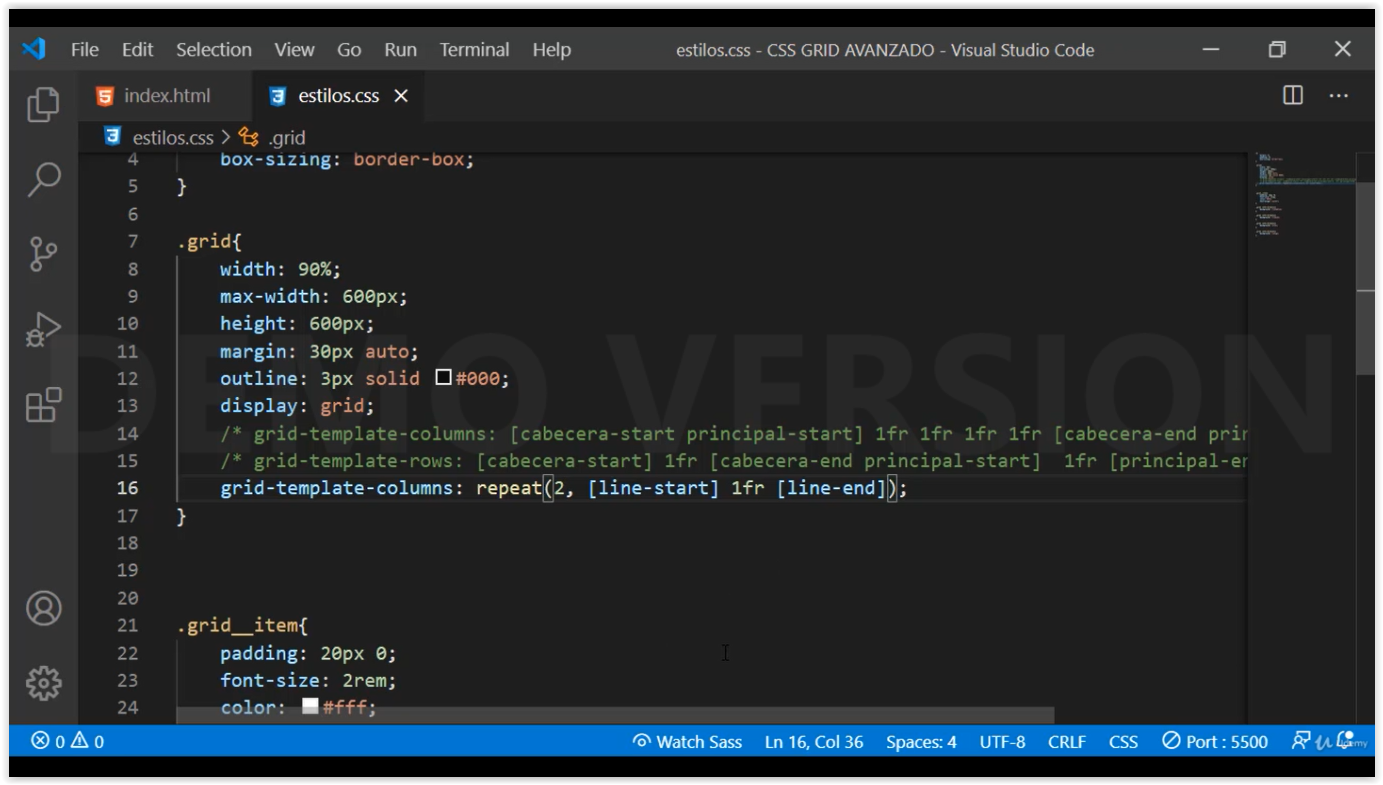 File Edit Selection View Go Run Terminal Help estilos.css - CSS GRID AVANZADO - Visual Studio Code
index.html estilos.css
estilos.css > .grid
4 box-sizing: border-box;
5 }
6
7 .grid{
8 width: 90%;
9 max-width: 600px;
10 height: 600px;
11 margin: 30px auto;
12 outline: 3px solid #000;
13 display: grid;
14 /* grid-template-columns: [cabecera-start principal-start] 1fr 1fr 1fr 1fr [cabecera-end prin
15 /* grid-template-rows: [cabecera-start] 1fr [cabecera-end principal-start] 1fr [principal-en
16 grid-template-columns: repeat(2, [line-start] 1fr [line-end]);
17 }
18
19
20
21 .grid__item{
22 padding: 20px 0;
23 font-size: 2rem;
24 color: #fff;
DEMO VERSION
0 0 Watch Sass Ln 16, Col 36 Spaces: 4 UTF-8 CRLF CSS Port : 5500